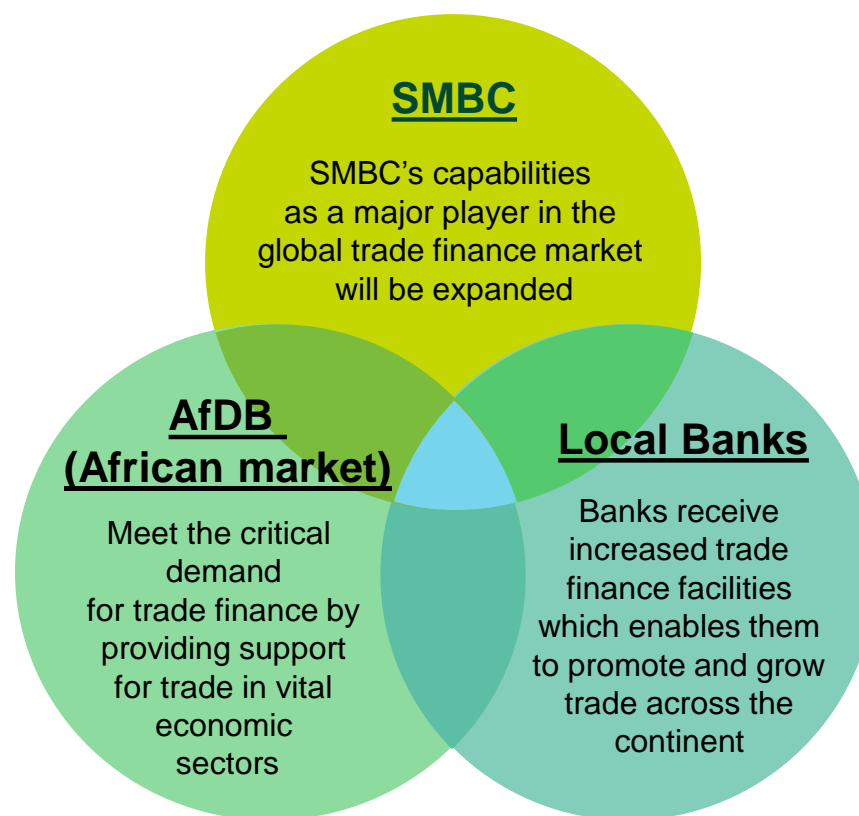 SMBC
SMBC’s capabilities
as a major player in the
global trade finance market
will be expanded
AfDB
(African market)
Meet the critical
demand
for trade finance by
providing support
for trade in vital
economic
sectors
Local Banks
Banks receive
increased trade
finance facilities
which enables them
to promote and grow
trade across the
continent